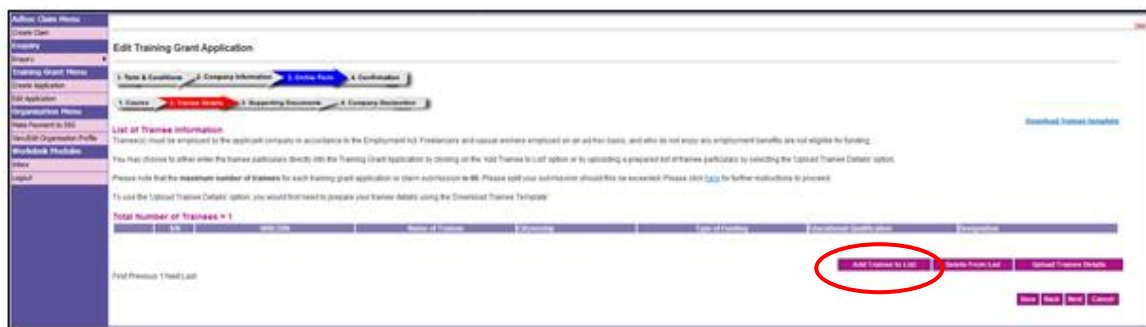 Adhoc Claim Menu
Create Claim
Enquiry
Enquiry
Training Grant Menu
Create Application
Edit Application
Organisation Menu
Make Payment to SSG
View/Edit Organisation Profile
Worklook Modules
Inbox
Logout
Edit Training Grant Application
1. Term & Conditions 2. Company Information 3. Online Form 4. Confirmation
1. Course 2. Trainee Details 3. Supporting Documents 4. Company Declaration
Download Trainee template
List of Trainee Information
Trainee(s) must be employed by the applicant company in accordance to the Employment Act. Freelancers and casual workers employed on an ad hoc basis, and who do not enjoy any employment benefits are not eligible for funding.
You may choose to either enter the trainee particulars directly into the Training Grant Application by clicking on the 'Add Trainee to List' option or by uploading a prepared list of trainee particulars by selecting the 'Upload Trainee Details' option.
Please note that the maximum number of trainees for each training grant application or claim submission is 60. Please split your submission should this be exceeded. Please click here for further instructions to proceed.
To use the 'Upload Trainee Details' option, you would first need to prepare your trainee details using the Download Trainee Template'
Total Number of Trainees = 1
S/N NRIC/FIN Name of Trainee Citizenship Type of Funding Educational Qualification Designation
Add Trainee to List Delete From List Upload Trainee Details
First Previous 1 Next Last
Save Back Next Cancel